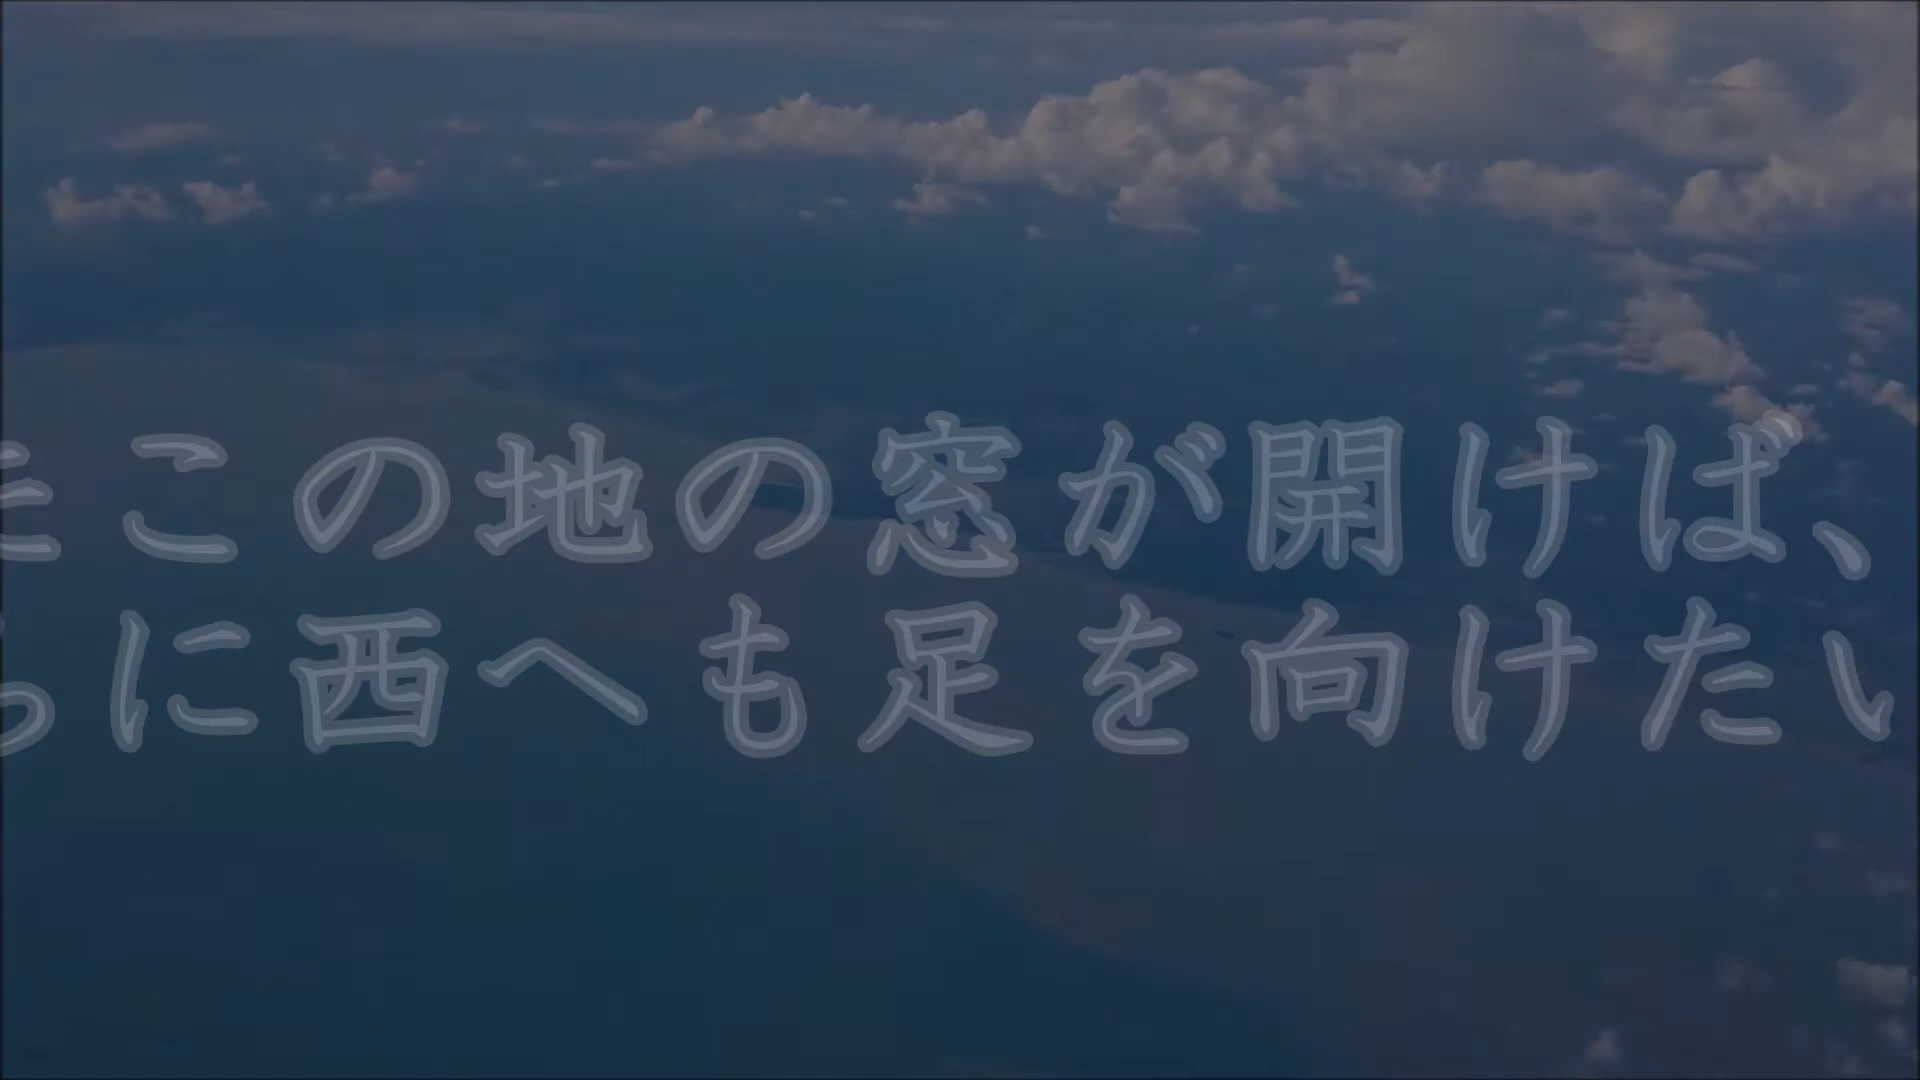 この地の窓が開けば、
に西へも足を向けたい